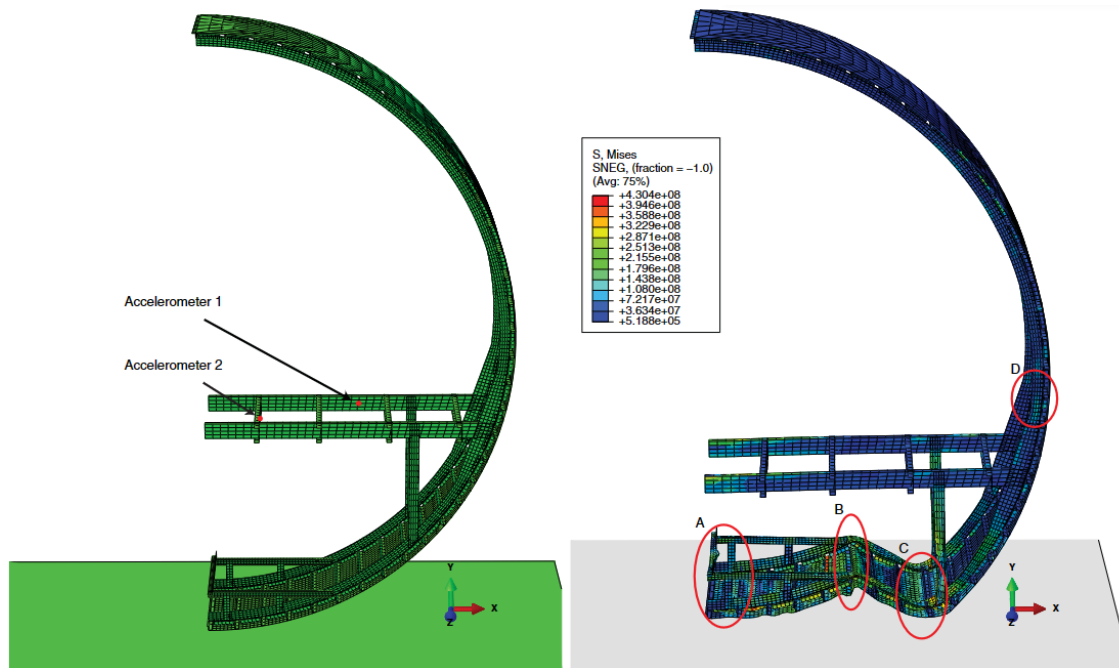 Accelerometer 1
Accelerometer 2
Y
X
Z
S, Mises
SNEG, (fraction = −1.0)
(Avg: 75%)
+4.304e+08
+3.946e+08
+3.588e+08
+3.229e+08
+2.871e+08
+2.513e+08
+2.155e+08
+1.796e+08
+1.438e+08
+1.080e+08
+7.217e+07
+3.634e+07
+5.188e+05
D
A
B
C
Y
X
Z